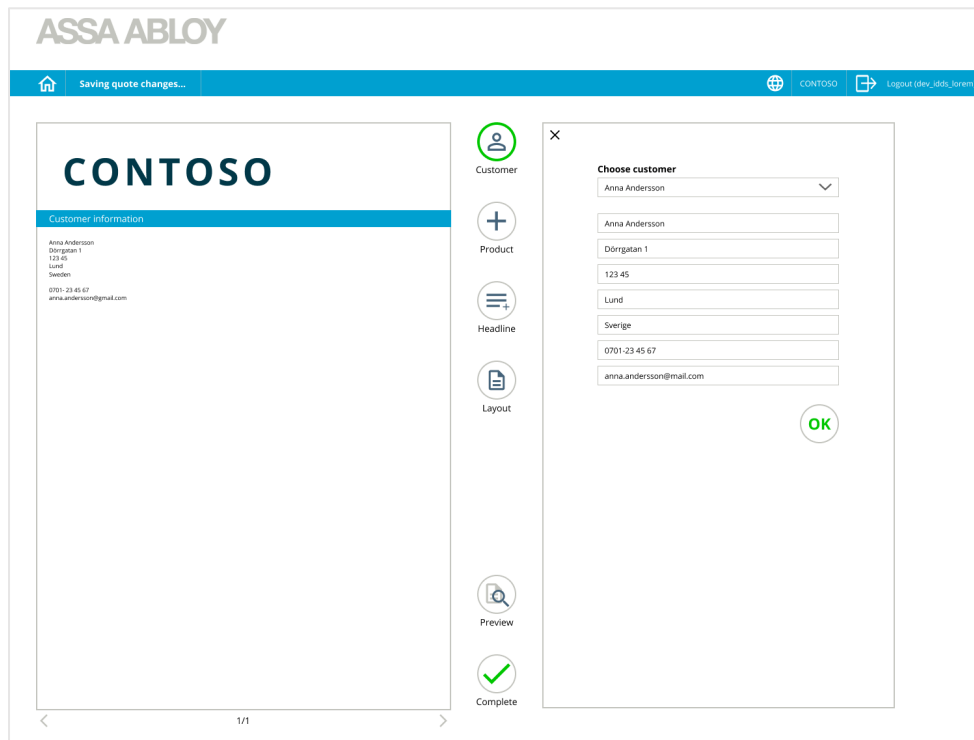 ASSA ABLOY
Saving quote changes...
CONTOSO
Logout (dev_idds_lorem
CONTOSO
Customer information
Anna Andersson
Dörrgatan 1
123 45
Lund
Sweden
0701- 23 45 67
anna.andersson@gmail.com
1/1
Customer
Product
Headline
Layout
Preview
Complete
Choose customer
Anna Andersson
Anna Andersson
Dörrgatan 1
123 45
Lund
Sverige
0701-23 45 67
anna.andersson@mail.com
OK